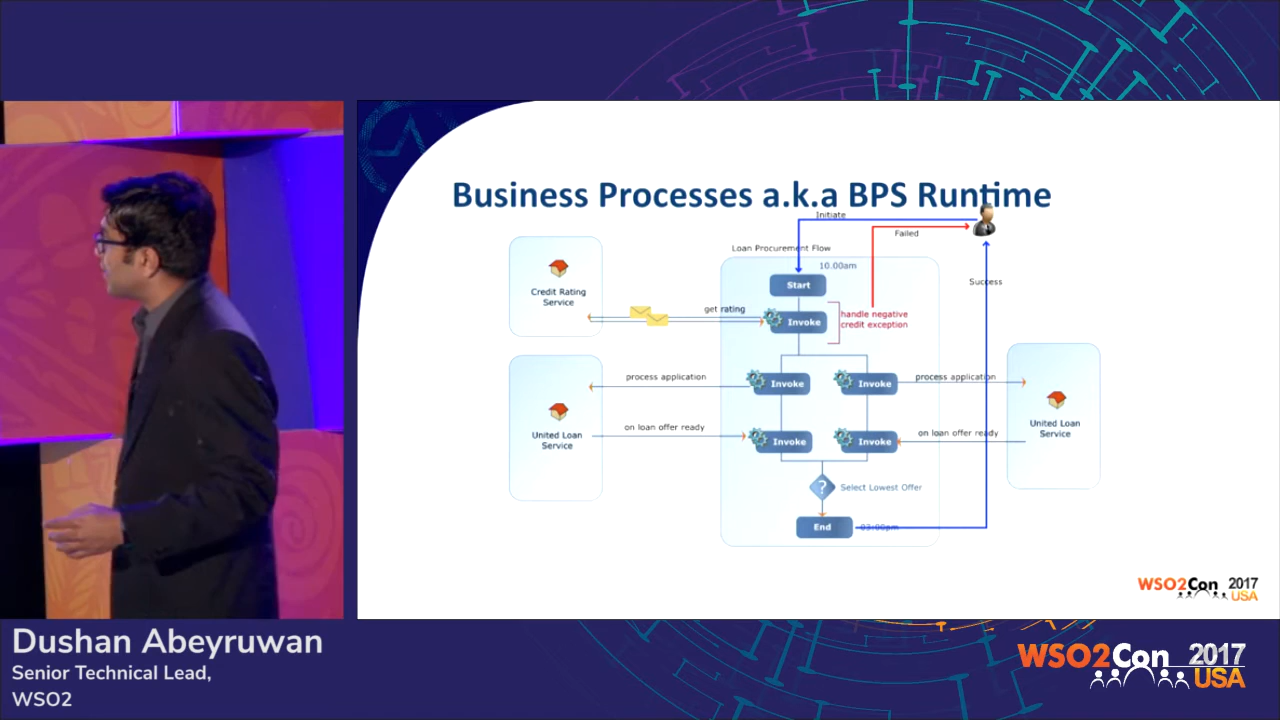 Business Processes a.k.a BPS Runtime
Initiate
Failed
Loan Procurement Flow
10.00am
Start
Success
Credit Rating
Service
get rating
Invoke
handle negative
credit exception
process application
Invoke
Invoke
process application
United Loan
Service
on loan offer ready
Invoke
Invoke
on loan offer ready
United Loan
Service
?
Select Lowest Offer
End
03:00pm
WSO2Con 2017
USA
Dushan Abeyruwan
Senior Technical Lead,
WSO2
WSO2Con 2017
USA